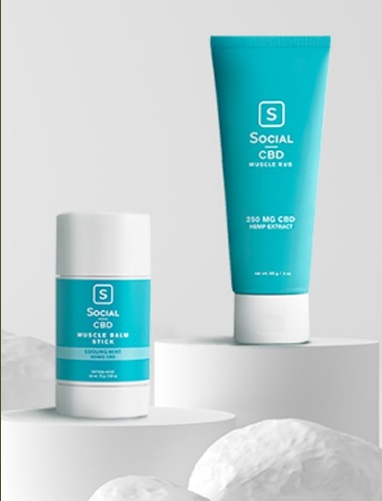 S
SOCIAL
CBD
MUSCLE RUB
250 MG CBD
HEMP EXTRACT
S
SOCIAL
CBD
MUSCLE BALM
STICK
COOLING MINT